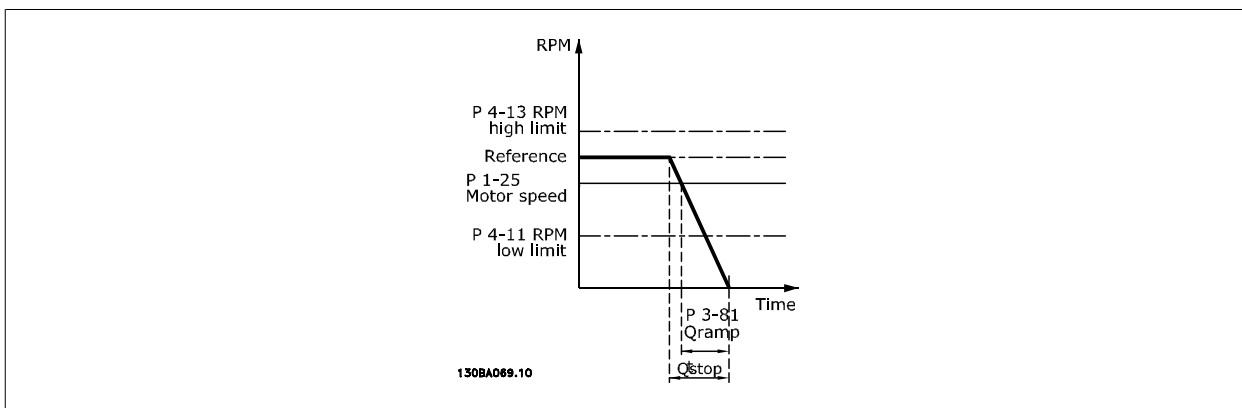 RPM
P 4-13 RPM
high limit
Reference
P 1-25
Motor speed
P 4-11 RPM
low limit
Time
P 3-81
Qramp
t
Qstop
130BA069.10